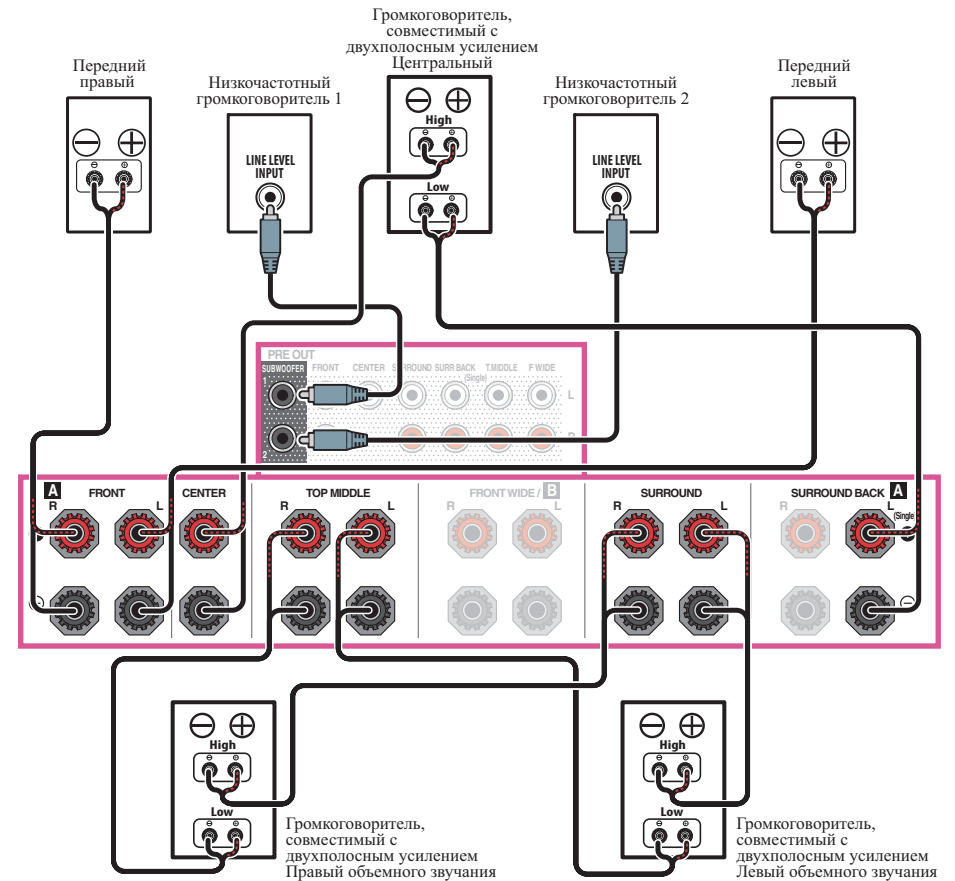 Громкоговоритель,
совместимый с
двухполосным усилением
Центральный
Передний
правый
Низкочастотный
громкоговоритель 1
Низкочастотный
громкоговоритель 2
Передний
левый
High
Low
LINE LEVEL
INPUT
LINE LEVEL
INPUT
PRE OUT
SUBWOOFER FRONT CENTER SURROUND SURR BACK T.MIDDLE F WIDE
(Single)
1
L
2
R
A FRONT
R L
CENTER
TOP MIDDLE
R L
FRONT WIDE / B
R L
SURROUND
R L
SURROUND BACK A
R L
(Single
High
Low
High
Low
Громкоговоритель,
совместимый с
двухполосным усилением
Правый объемного звучания
Громкоговоритель,
совместимый с
двухполосным усилением
Левый объемного звучания